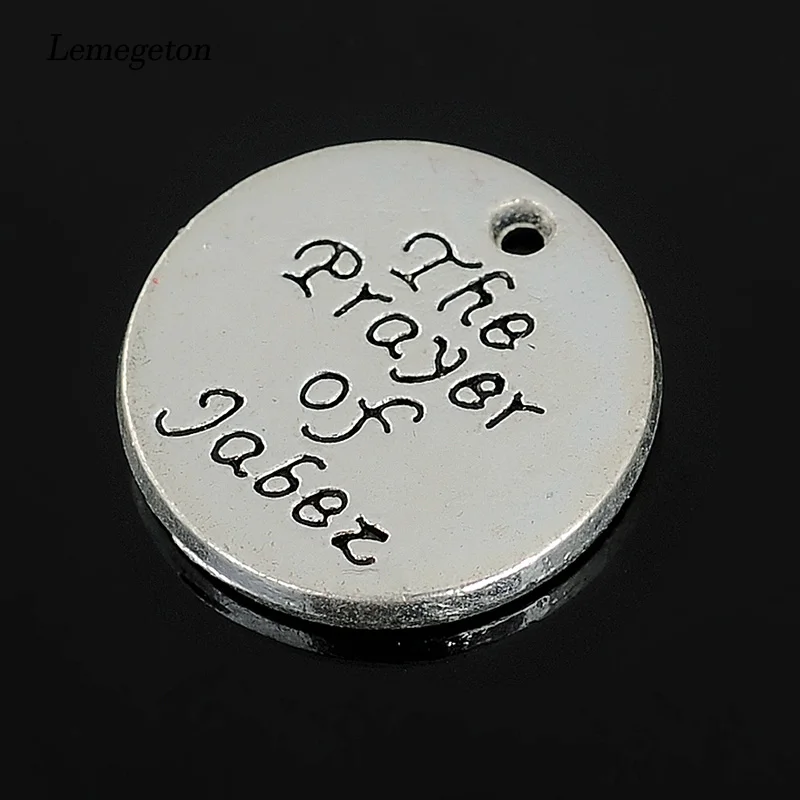 Lemegeton
The
Prayer
of
Jabez